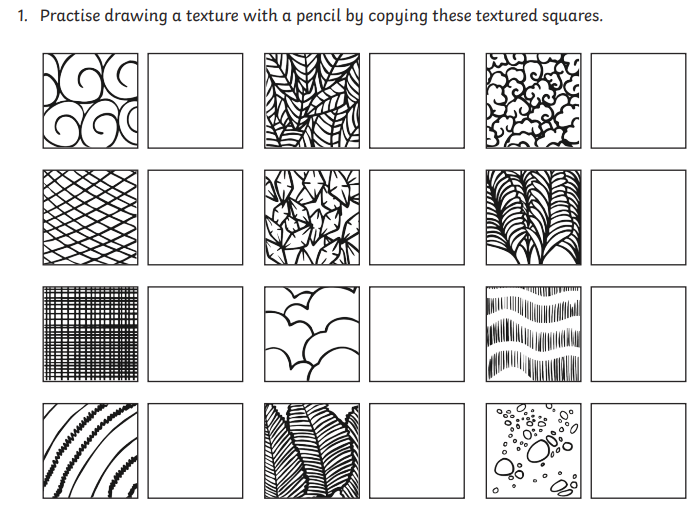 1. Practise drawing a texture with a pencil by copying these textured squares.